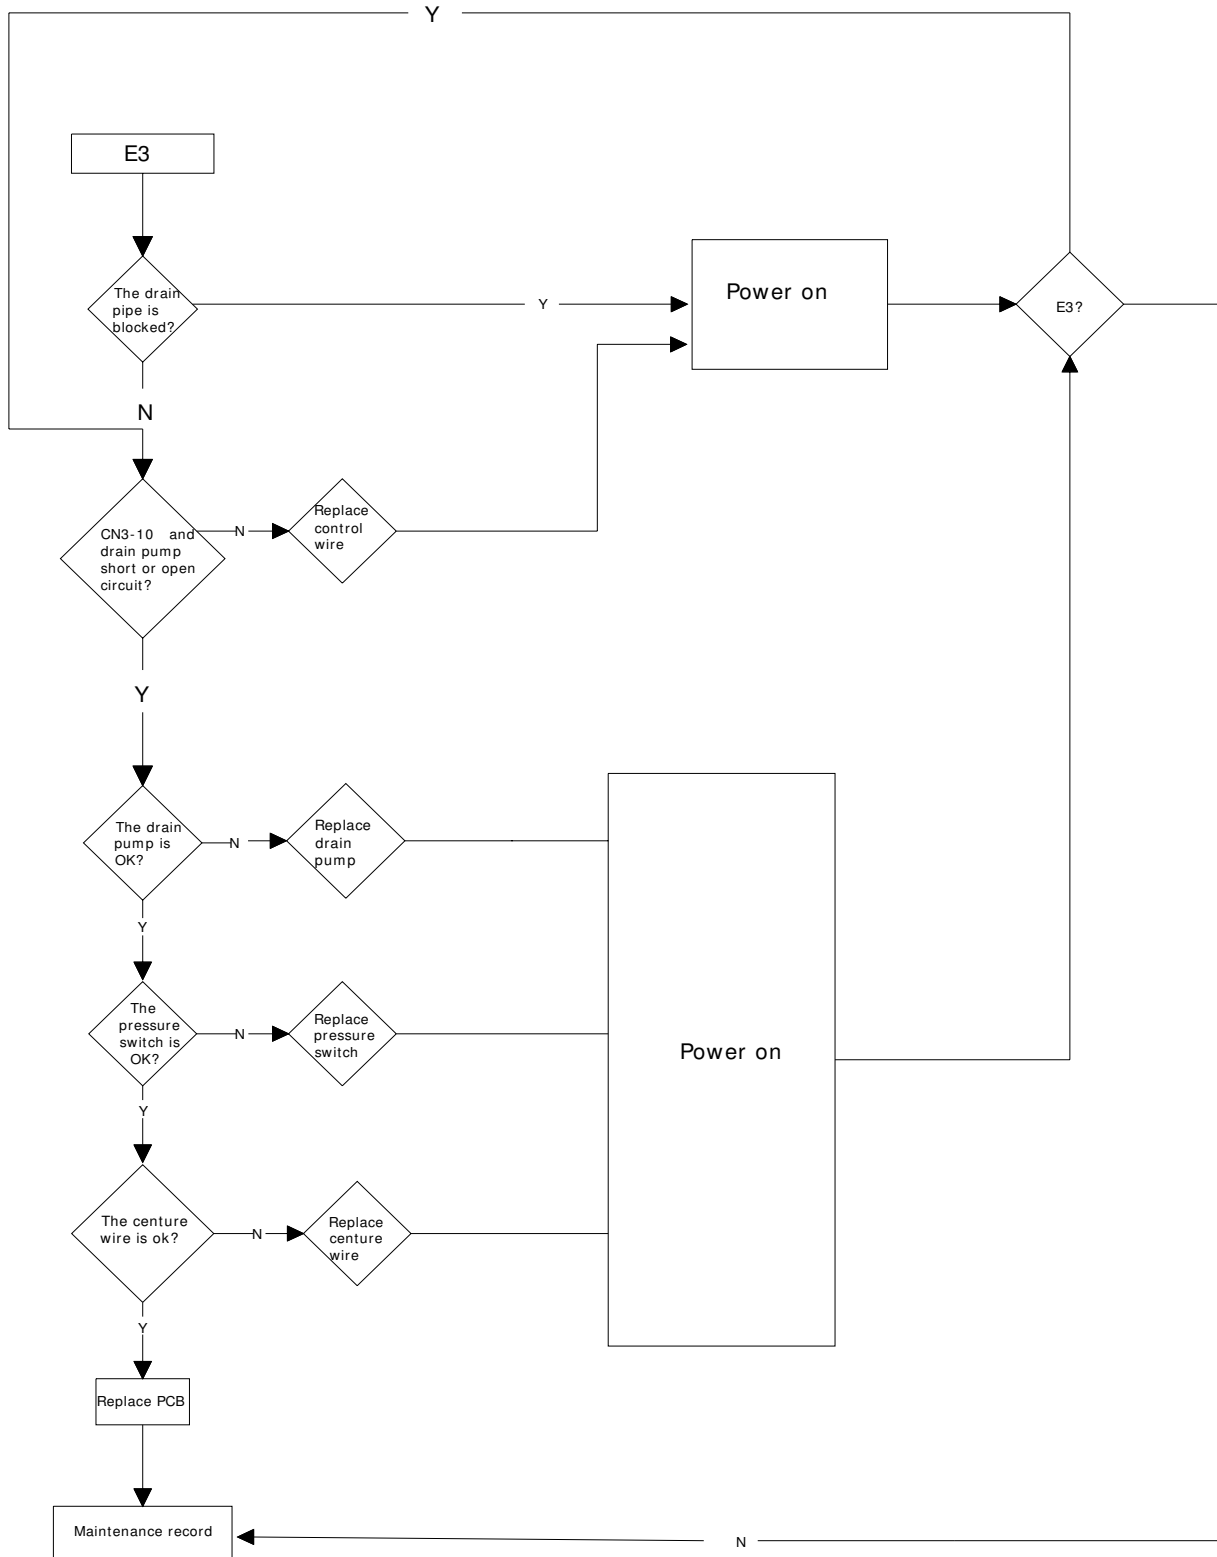 Y
E3
The drain
pipe is
blocked?
Y
Power on
E3?
N
CN3-10 and
drain pump
short or open
circuit?
N
Replace
control
wire
Y
The drain
pump is
OK?
N
Replace
drain
pump
Y
The
pressure
switch is
OK?
N
Replace
pressure
switch
Power on
Y
The centure
wire is ok?
N
Replace
centure
wire
Y
Replace PCB
Maintenance record
N